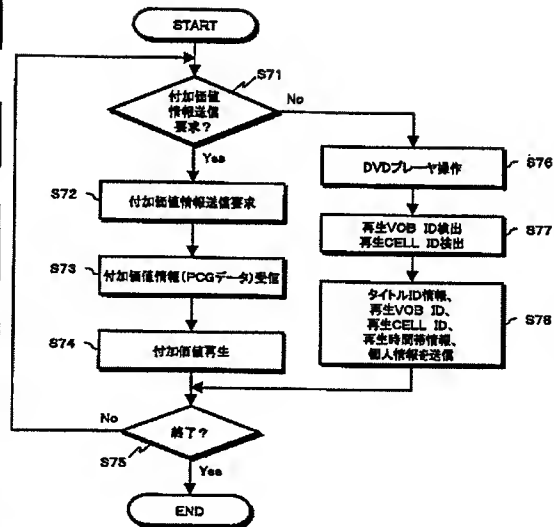 START
S71
付加価値
情報送信
要求？
No
Yes
S72
付加価値情報送信要求
S73
付加価値情報(PCGデータ)受信
S74
付加価値再生
S76
DVDプレーヤ操作
S77
再生VOB ID検出
再生CELL ID検出
S78
タイトルID情報、
再生VOB ID、
再生CELL ID、
再生時間帯情報、
個人情報を送信
No
終了？
S75
Yes
END